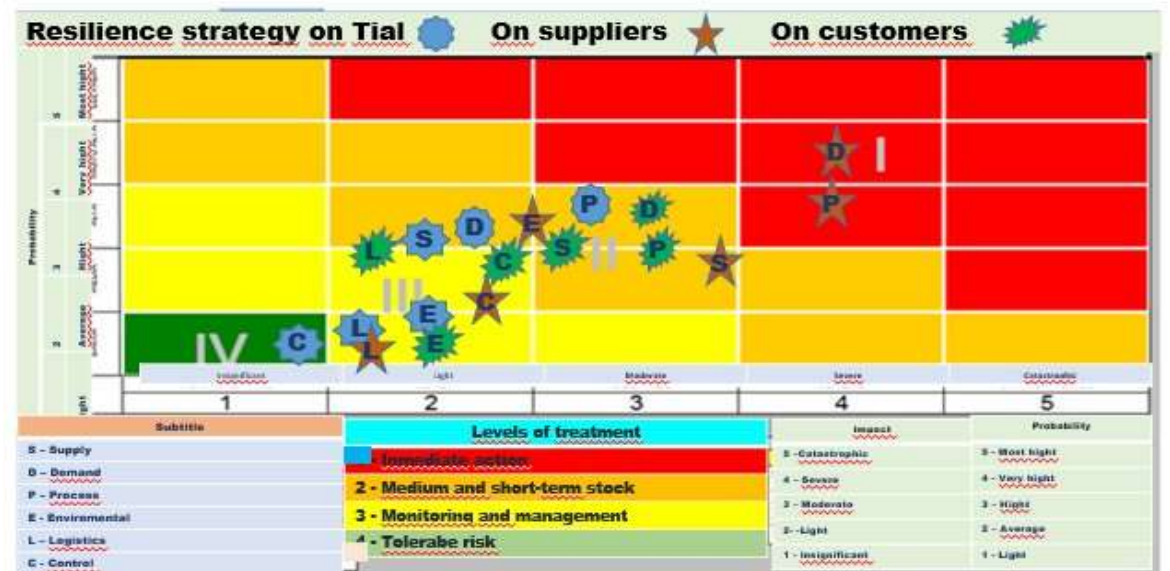 Resilience strategy on Tial On suppliers On customers
Probability
5 Most hight
4 Very hight
3 Hight
2 Average
ght
D I
P
P D
E
D
S
L C S II P
S
III C
E
L
L E
IV C
Insignificant Light Moderate Severe Catastrophic
1 2 3 4 5
Subtitle
S - Supply
D - Demand
P - Process
E - Enviromental
L - Logistics
C - Control
Levels of treatment
- Inmediate action
2 - Medium and short-term stock
3 - Monitoring and management
4 - Tolerabe risk
Impact
5 -Catastrophic
4 - Severe
3 - Moderate
2- -Light
1 - Insignificant
Probability
5 - Most hight
4 - Very hight
3 - Hight
2 - Average
1 - Light